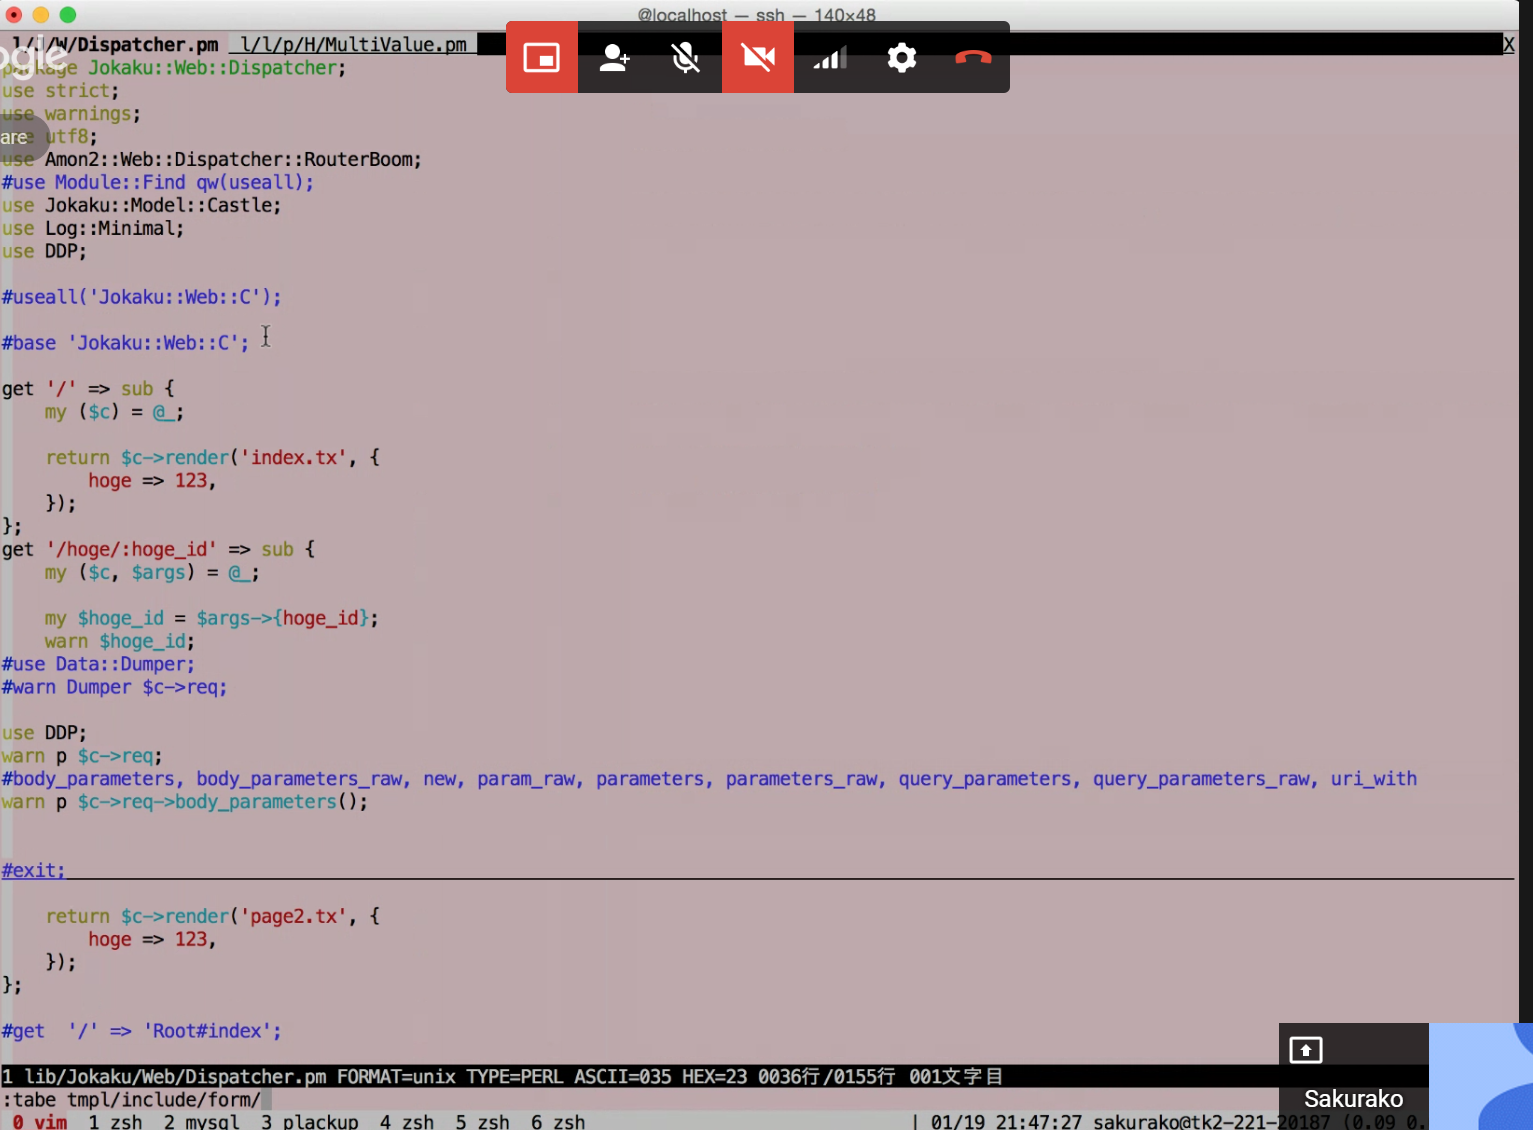 @localhost — ssh — 140×48
l/J/W/Dispatcher.pm l/l/p/H/MultiValue.pm X
package Jokaku::Web::Dispatcher;
use strict;
use warnings;
use utf8;
use Amon2::Web::Dispatcher::RouterBoom;
#use Module::Find qw(useall);
use Jokaku::Model::Castle;
use Log::Minimal;
use DDP;
#useall('Jokaku::Web::C');
#base 'Jokaku::Web::C';
get '/' => sub {
    my ($c) = @_;
    return $c->render('index.tx', {
        hoge => 123,
    });
};
get '/hoge/:hoge_id' => sub {
    my ($c, $args) = @_;
    my $hoge_id = $args->{hoge_id};
    warn $hoge_id;
#use Data::Dumper;
#warn Dumper $c->req;
use DDP;
warn p $c->req;
#body_parameters, body_parameters_raw, new, param_raw, parameters, parameters_raw, query_parameters, query_parameters_raw, uri_with
warn p $c->req->body_parameters();
#exit;
    return $c->render('page2.tx', {
        hoge => 123,
    });
};
#get  '/' => 'Root#index';
1 lib/Jokaku/Web/Dispatcher.pm FORMAT=unix TYPE=PERL ASCII=035 HEX=23 0036行/0155行 001文字目
:tabe tmpl/include/form/
0 vim  1 zsh  2 mysql  3 plackup  4 zsh  5 zsh  6 zsh | 01/19 21:47:27 sakurako@tk2-221-20187 (0.09 0.
ogle
are
Sakurako